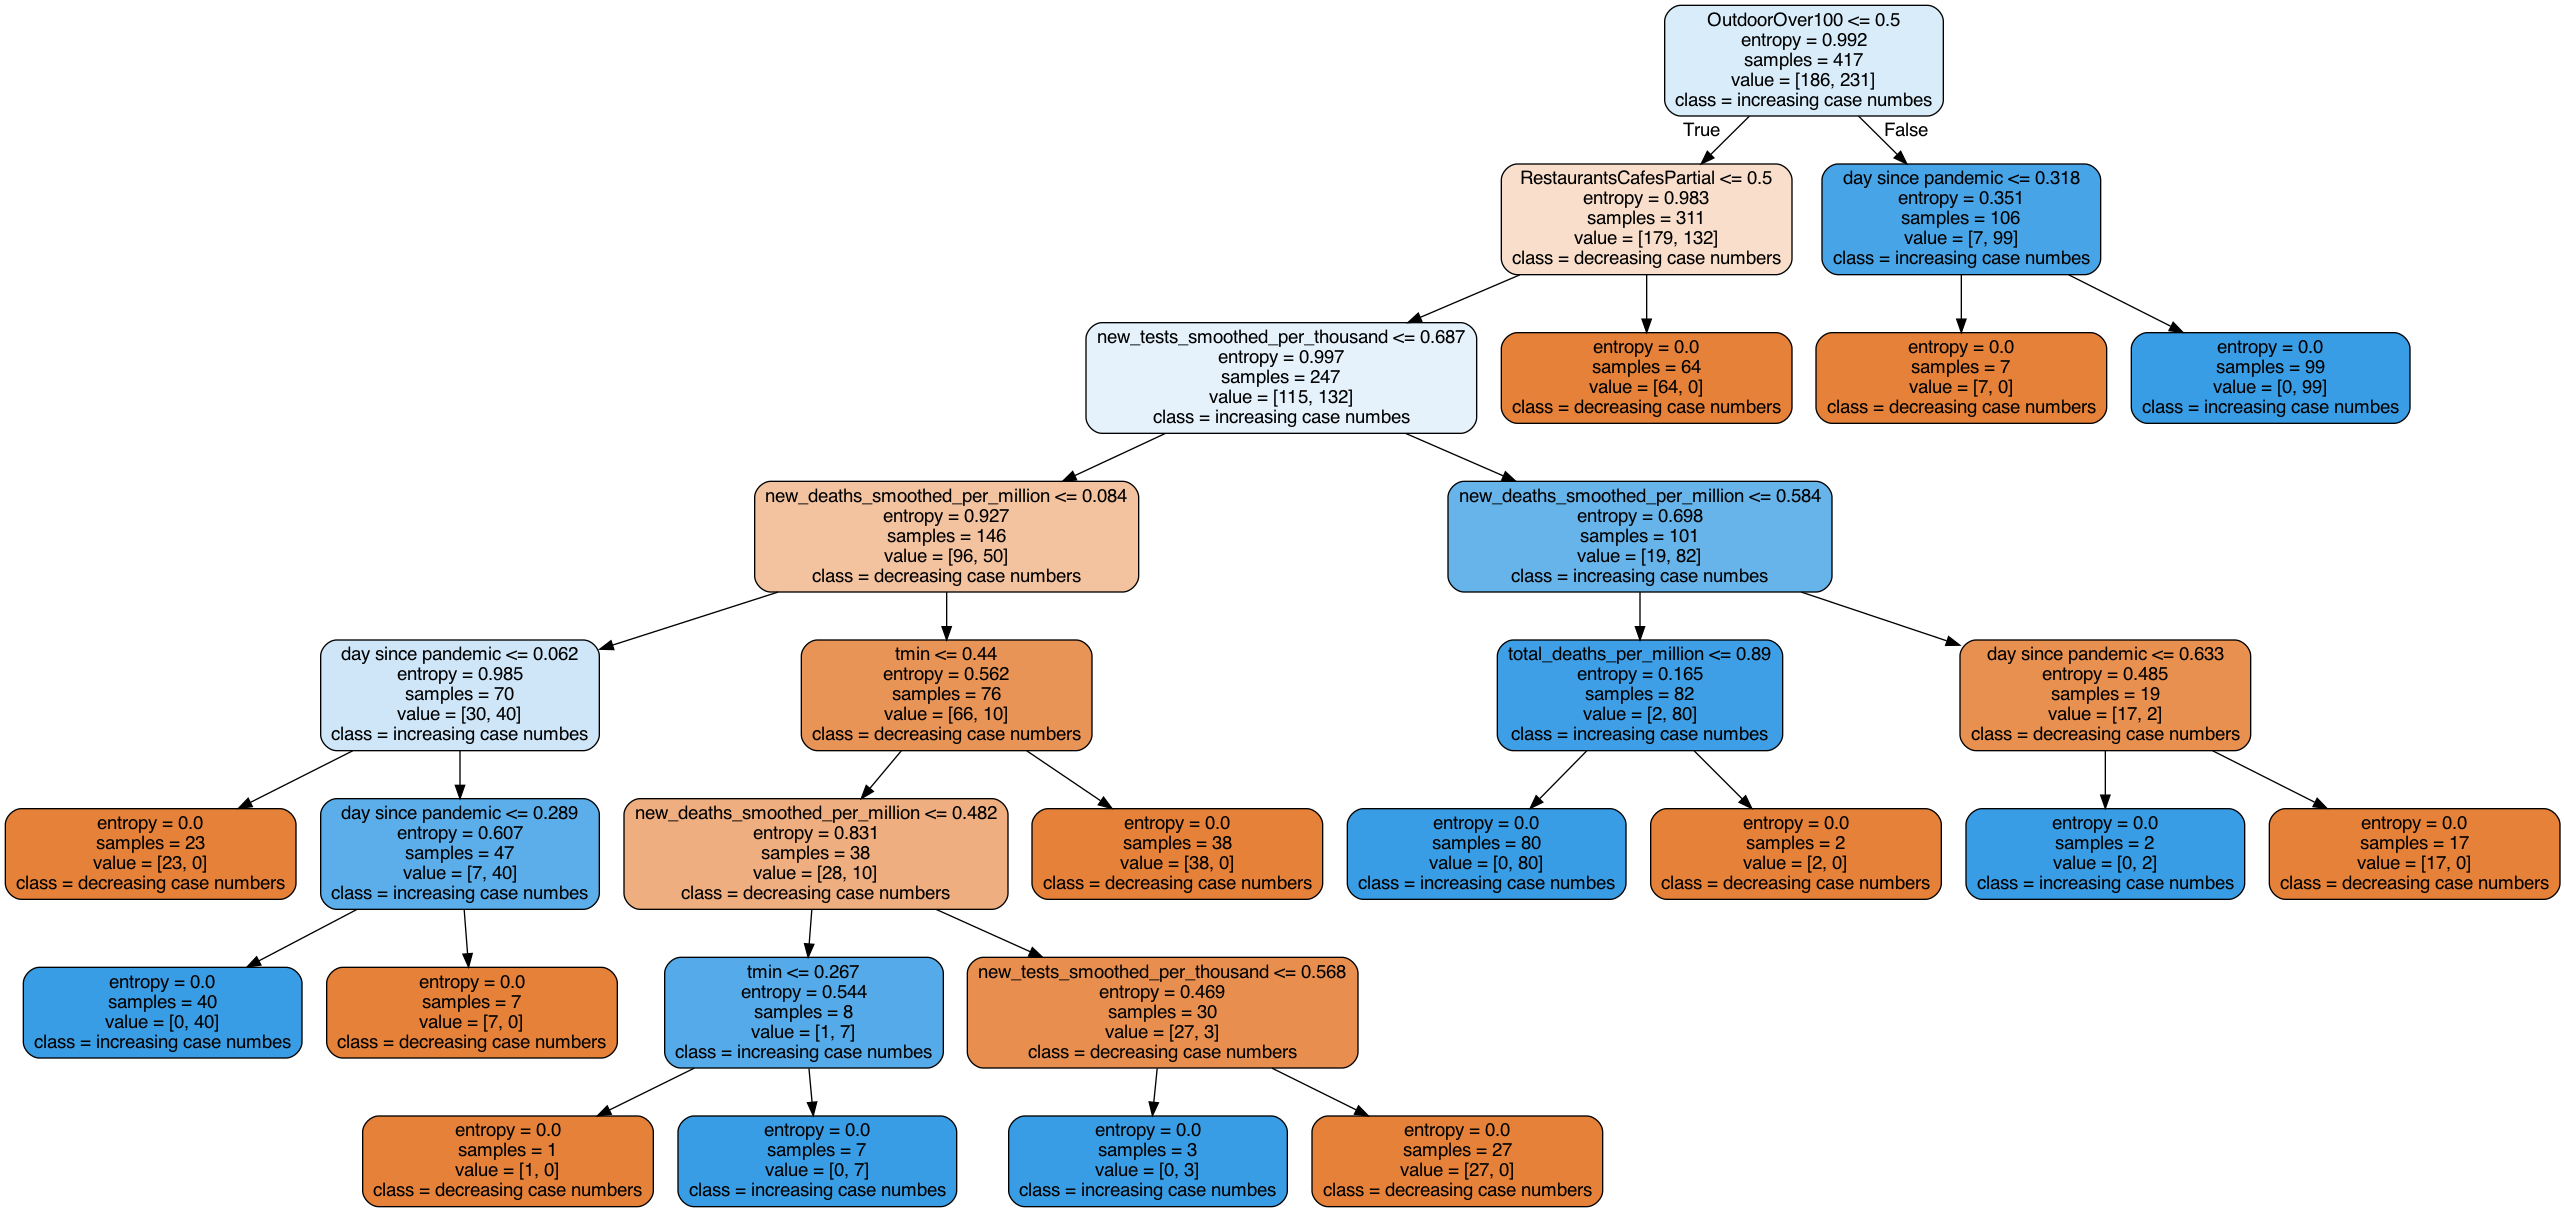 OutdoorOver100 <= 0.5
entropy = 0.992
samples = 417
value = [186, 231]
class = increasing case numbes
True
False
RestaurantsCafesPartial <= 0.5
entropy = 0.983
samples = 311
value = [179, 132]
class = decreasing case numbers
day since pandemic <= 0.318
entropy = 0.351
samples = 106
value = [7, 99]
class = increasing case numbes
new_tests_smoothed_per_thousand <= 0.687
entropy = 0.997
samples = 247
value = [115, 132]
class = increasing case numbes
entropy = 0.0
samples = 64
value = [64, 0]
class = decreasing case numbers
entropy = 0.0
samples = 7
value = [7, 0]
class = decreasing case numbers
entropy = 0.0
samples = 99
value = [0, 99]
class = increasing case numbes
new_deaths_smoothed_per_million <= 0.084
entropy = 0.927
samples = 146
value = [96, 50]
class = decreasing case numbers
new_deaths_smoothed_per_million <= 0.584
entropy = 0.698
samples = 101
value = [19, 82]
class = increasing case numbes
day since pandemic <= 0.062
entropy = 0.985
samples = 70
value = [30, 40]
class = increasing case numbes
tmin <= 0.44
entropy = 0.562
samples = 76
value = [66, 10]
class = decreasing case numbers
total_deaths_per_million <= 0.89
entropy = 0.165
samples = 82
value = [2, 80]
class = increasing case numbes
day since pandemic <= 0.633
entropy = 0.485
samples = 19
value = [17, 2]
class = decreasing case numbers
entropy = 0.0
samples = 23
value = [23, 0]
class = decreasing case numbers
day since pandemic <= 0.289
entropy = 0.607
samples = 47
value = [7, 40]
class = increasing case numbes
new_deaths_smoothed_per_million <= 0.482
entropy = 0.831
samples = 38
value = [28, 10]
class = decreasing case numbers
entropy = 0.0
samples = 38
value = [38, 0]
class = decreasing case numbers
entropy = 0.0
samples = 80
value = [0, 80]
class = increasing case numbes
entropy = 0.0
samples = 2
value = [2, 0]
class = decreasing case numbers
entropy = 0.0
samples = 2
value = [0, 2]
class = increasing case numbes
entropy = 0.0
samples = 17
value = [17, 0]
class = decreasing case numbers
entropy = 0.0
samples = 40
value = [0, 40]
class = increasing case numbes
entropy = 0.0
samples = 7
value = [7, 0]
class = decreasing case numbers
tmin <= 0.267
entropy = 0.544
samples = 8
value = [1, 7]
class = increasing case numbes
new_tests_smoothed_per_thousand <= 0.568
entropy = 0.469
samples = 30
value = [27, 3]
class = decreasing case numbers
entropy = 0.0
samples = 1
value = [1, 0]
class = decreasing case numbers
entropy = 0.0
samples = 7
value = [0, 7]
class = increasing case numbes
entropy = 0.0
samples = 3
value = [0, 3]
class = increasing case numbes
entropy = 0.0
samples = 27
value = [27, 0]
class = decreasing case numbers